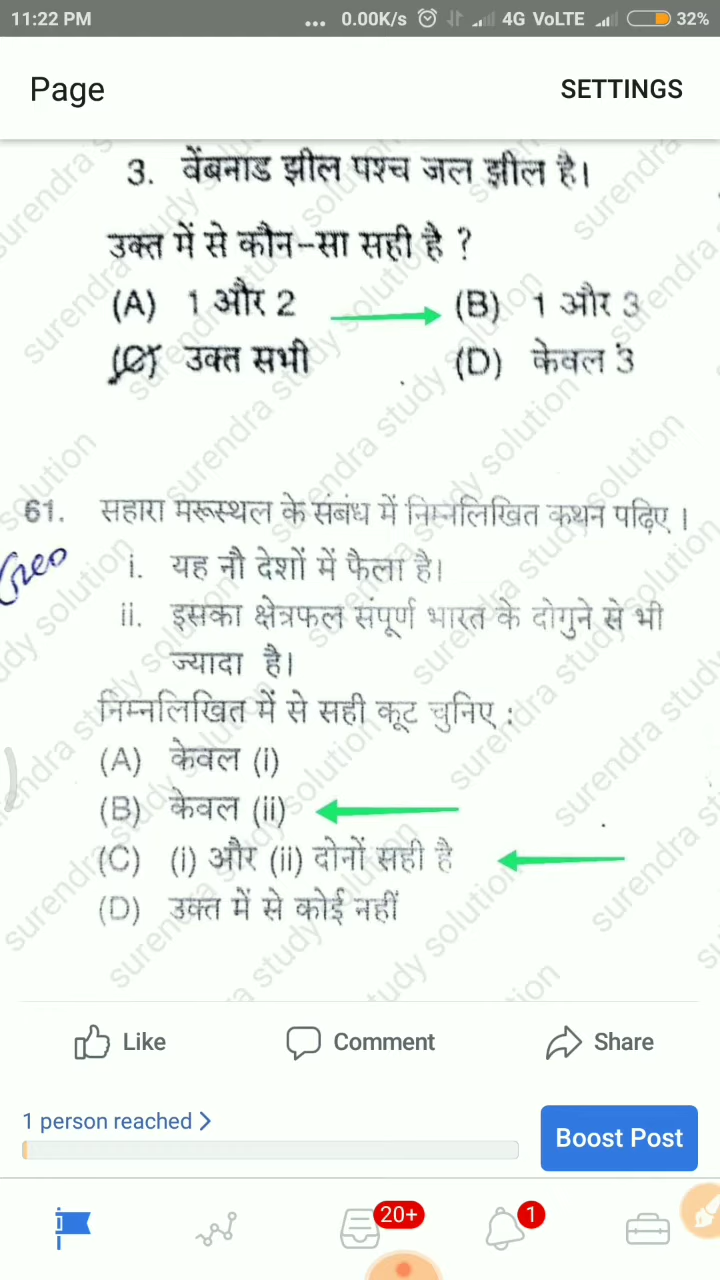 11:22 PM ... 0.00K/s 4G VoLTE 32%
Page SETTINGS
3. वेंबनाड झील पश्च जल झील है।
उक्त में से कौन-सा सही है ?
(A) 1 और 2 (B) 1 और 3
(C) उक्त सभी (D) केवल 3
61. सहारा मरूस्थल के संबंध में निम्नलिखित कथन पढ़िए ।
Geo
i. यह नौ देशों में फैला है।
ii. इसका क्षेत्रफल संपूर्ण भारत के दोगुने से भी
ज्यादा है।
निम्नलिखित में से सही कूट चुनिए :
(A) केवल (i)
(B) केवल (ii)
(C) (i) और (ii) दोनों सही है
(D) उक्त में से कोई नहीं
surendra study solution
Like Comment Share
1 person reached
Boost Post
20+ 1